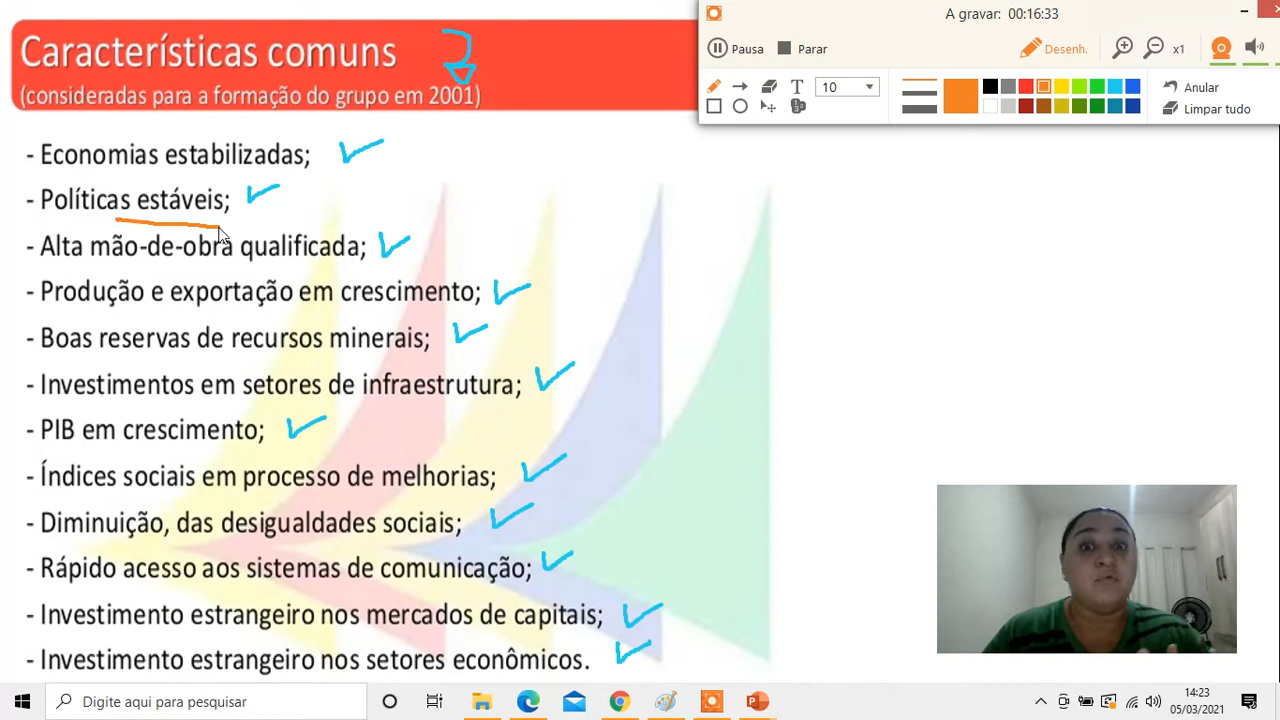 Características comuns
(consideradas para a formação do grupo em 2001)
- Economias estabilizadas;
- Políticas estáveis;
- Alta mão-de-obra qualificada;
- Produção e exportação em crescimento;
- Boas reservas de recursos minerais;
- Investimentos em setores de infraestrutura;
- PIB em crescimento;
- Índices sociais em processo de melhorias;
- Diminuição, das desigualdades sociais;
- Rápido acesso aos sistemas de comunicação;
- Investimento estrangeiro nos mercados de capitais;
- Investimento estrangeiro nos setores econômicos.
A gravar: 00:16:33
Pausa
Parar
Desenh.
x1
T
10
Anular
Limpar tudo
Digite aqui para pesquisar
14:23
05/03/2021